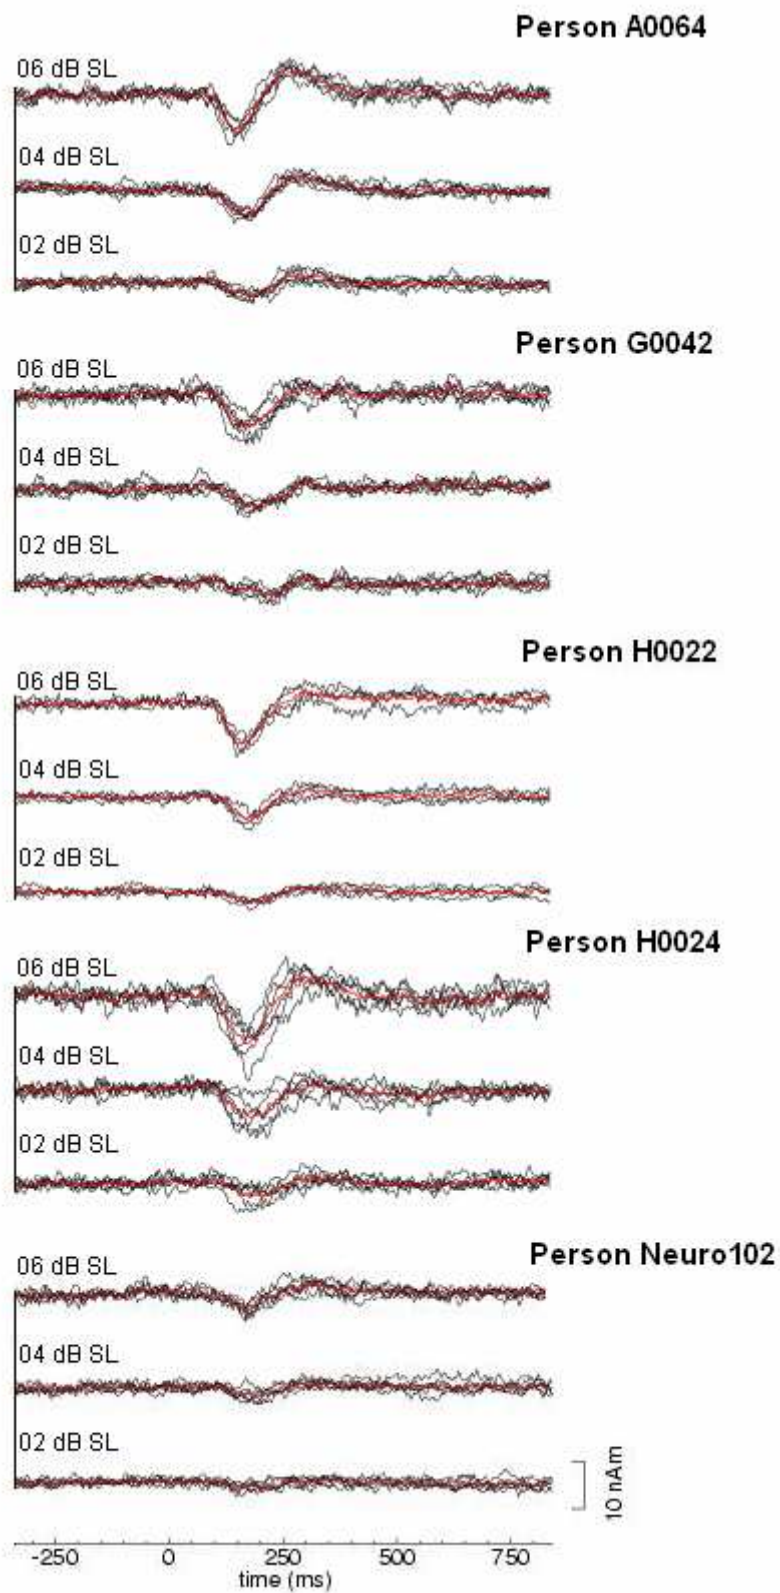 Person A0064
06 dB SL
04 dB SL
02 dB SL
Person G0042
06 dB SL
04 dB SL
02 dB SL
Person H0022
06 dB SL
04 dB SL
02 dB SL
Person H0024
06 dB SL
04 dB SL
02 dB SL
Person Neuro102
06 dB SL
04 dB SL
02 dB SL
10 nAm
-250 0 250 500 750
time (ms)